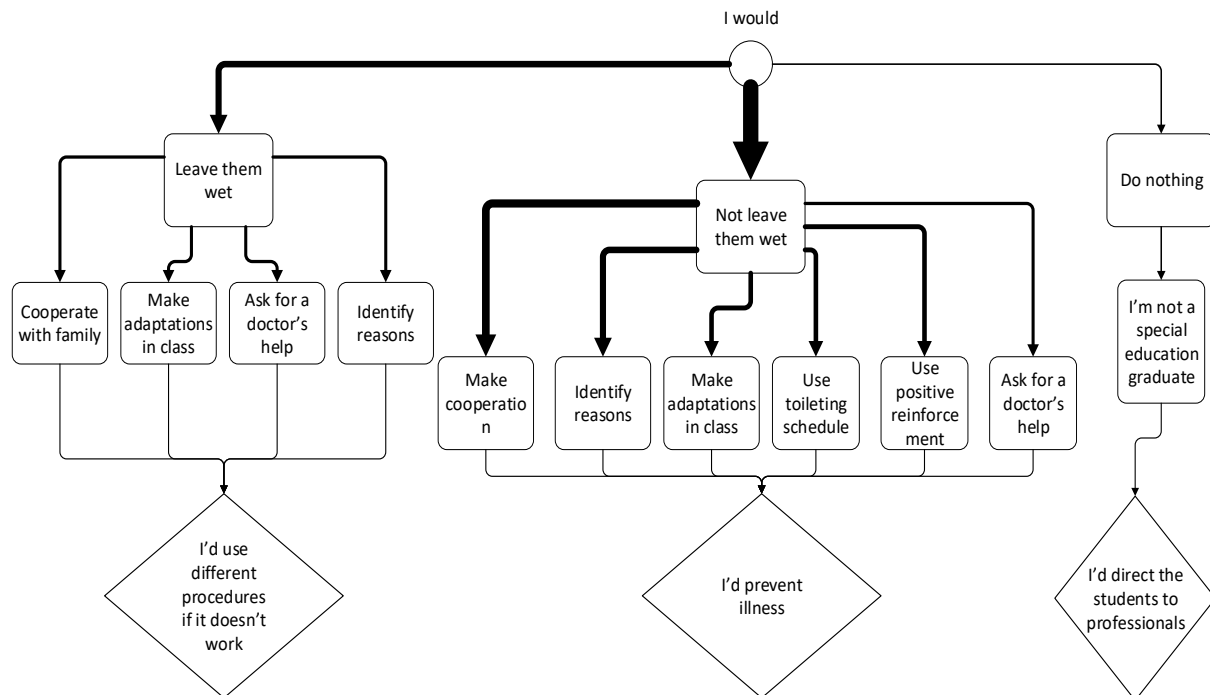 I would
Leave them
wet
Not leave
them wet
Do nothing
Cooperate
with family
Make
adaptations
in class
Ask for a
doctor's
help
Identify
reasons
I'm not a
special
education
graduate
Make
cooperatio
n
Identify
reasons
Make
adaptations
in class
Use
toileting
schedule
Use
positive
reinforce
ment
Ask for a
doctor's
help
I'd use
different
procedures
if it doesn't
work
I'd prevent
illness
I'd direct the
students to
professionals